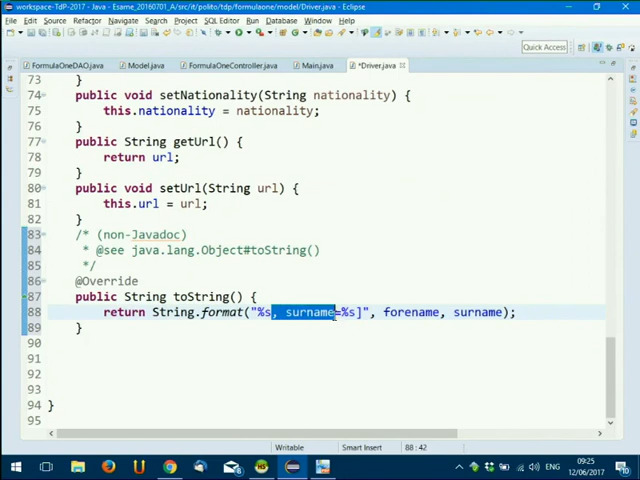 workspace-TdP-2017 - Java - Esame_20160701_A/src/it/polito/tdp/formulaone/model/Driver.java - Eclipse
File Edit Source Refactor Navigate Search Project SQL Editor Run Database Window Help
Quick Access
FormulaOneDAO.java Model.java FormulaOneController.java Main.java *Driver.java
73 }
74 public void setNationality(String nationality) {
75 this.nationality = nationality;
76 }
77 public String getUrl() {
78 return url;
79 }
80 public void setUrl(String url) {
81 this.url = url;
82 }
83 /* (non-Javadoc)
84 * @see java.lang.Object#toString()
85 */
86 @Override
87 public String toString() {
88 return String.format("%s, surname=%s]", forename, surname);
89 }
92
93
94 }
95
Writable Smart Insert 88 : 42
ENG 09:25
12/06/2017